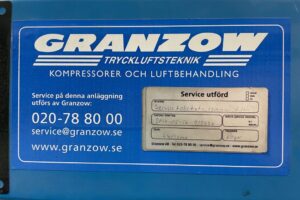 GRANZOW
TRYCKLUFTSTEKNIK
KOMPRESSORER OCH LUFTBEHANDLING
Service på denna anläggning
utförs av Granzow:
020-78 80 00
service@granzow.se
www.granzow.se
Service utförd